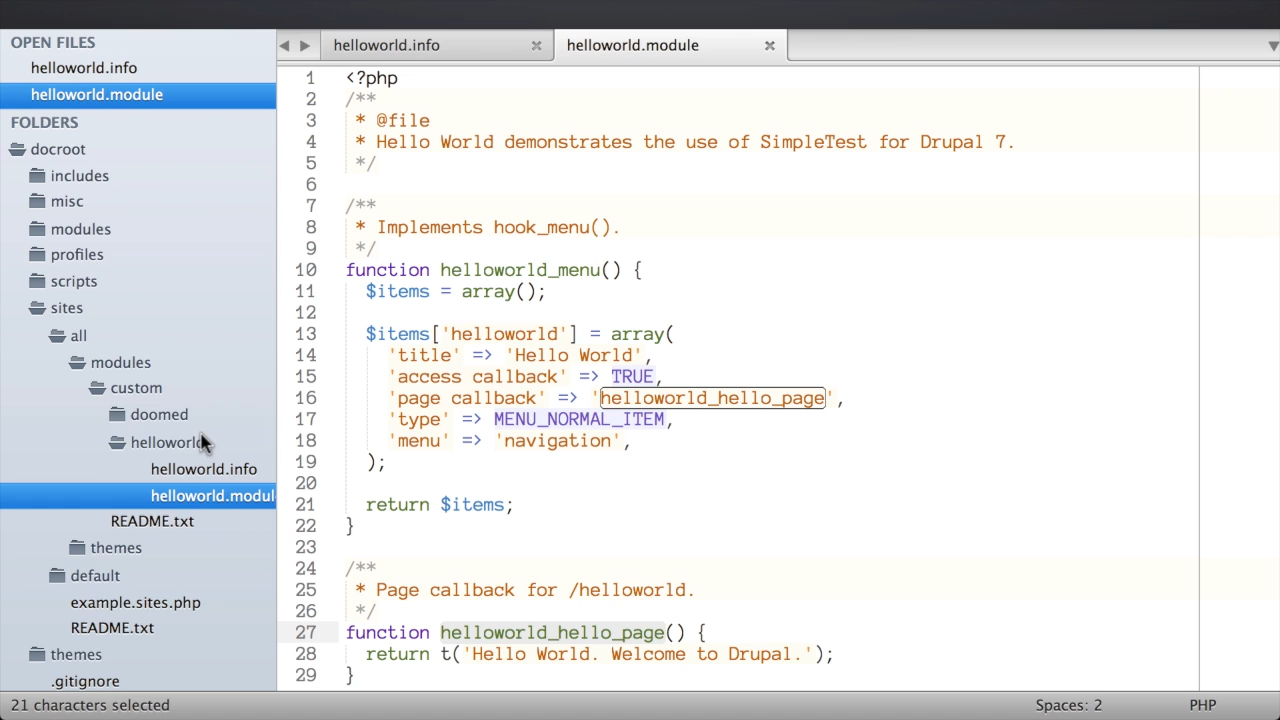 OPEN FILES
helloworld.info
helloworld.module
FOLDERS
docroot
includes
misc
modules
profiles
scripts
sites
all
modules
custom
doomed
helloworld
helloworld.info
helloworld.modul
README.txt
themes
default
example.sites.php
README.txt
themes
.gitignore
helloworld.info
helloworld.module
1 <?php
2 /**
3 * @file
4 * Hello World demonstrates the use of SimpleTest for Drupal 7.
5 */
6
7 /**
8 * Implements hook_menu().
9 */
10 function helloworld_menu() {
11 $items = array();
12
13 $items['helloworld'] = array(
14 'title' => 'Hello World',
15 'access callback' => TRUE,
16 'page callback' => 'helloworld_hello_page',
17 'type' => MENU_NORMAL_ITEM,
18 'menu' => 'navigation',
19 );
20
21 return $items;
22 }
23
24 /**
25 * Page callback for /helloworld.
26 */
27 function helloworld_hello_page() {
28 return t('Hello World. Welcome to Drupal.');
29 }
21 characters selected
Spaces: 2
PHP